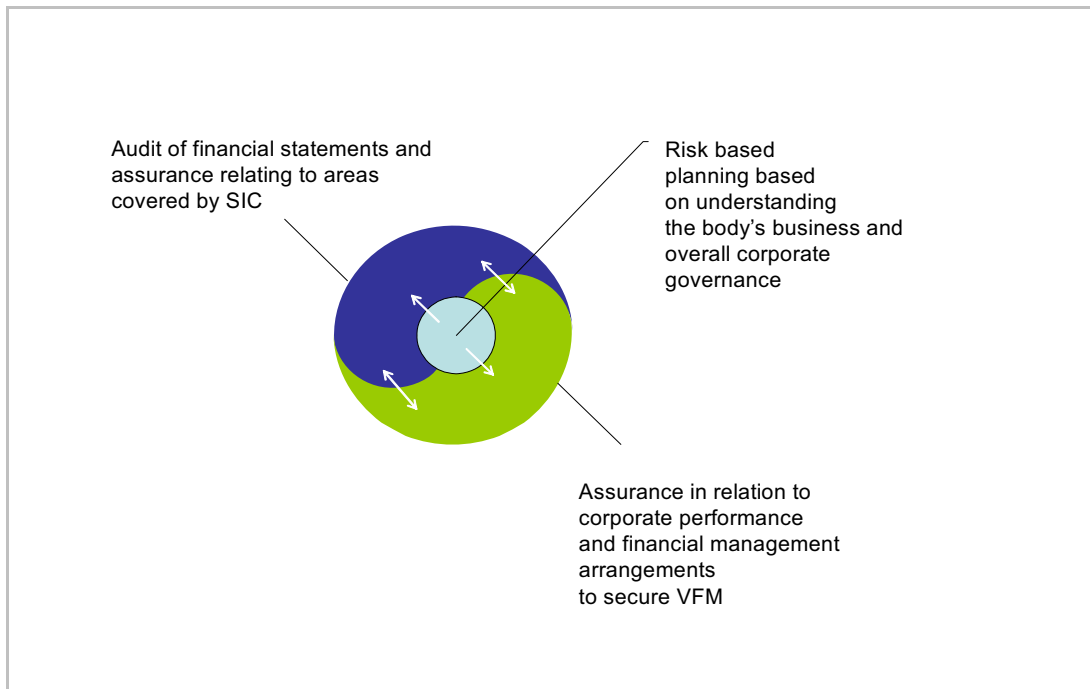 Audit of financial statements and
assurance relating to areas
covered by SIC
Risk based
planning based
on understanding
the body’s business and
overall corporate
governance
Assurance in relation to
corporate performance
and financial management
arrangements
to secure VFM